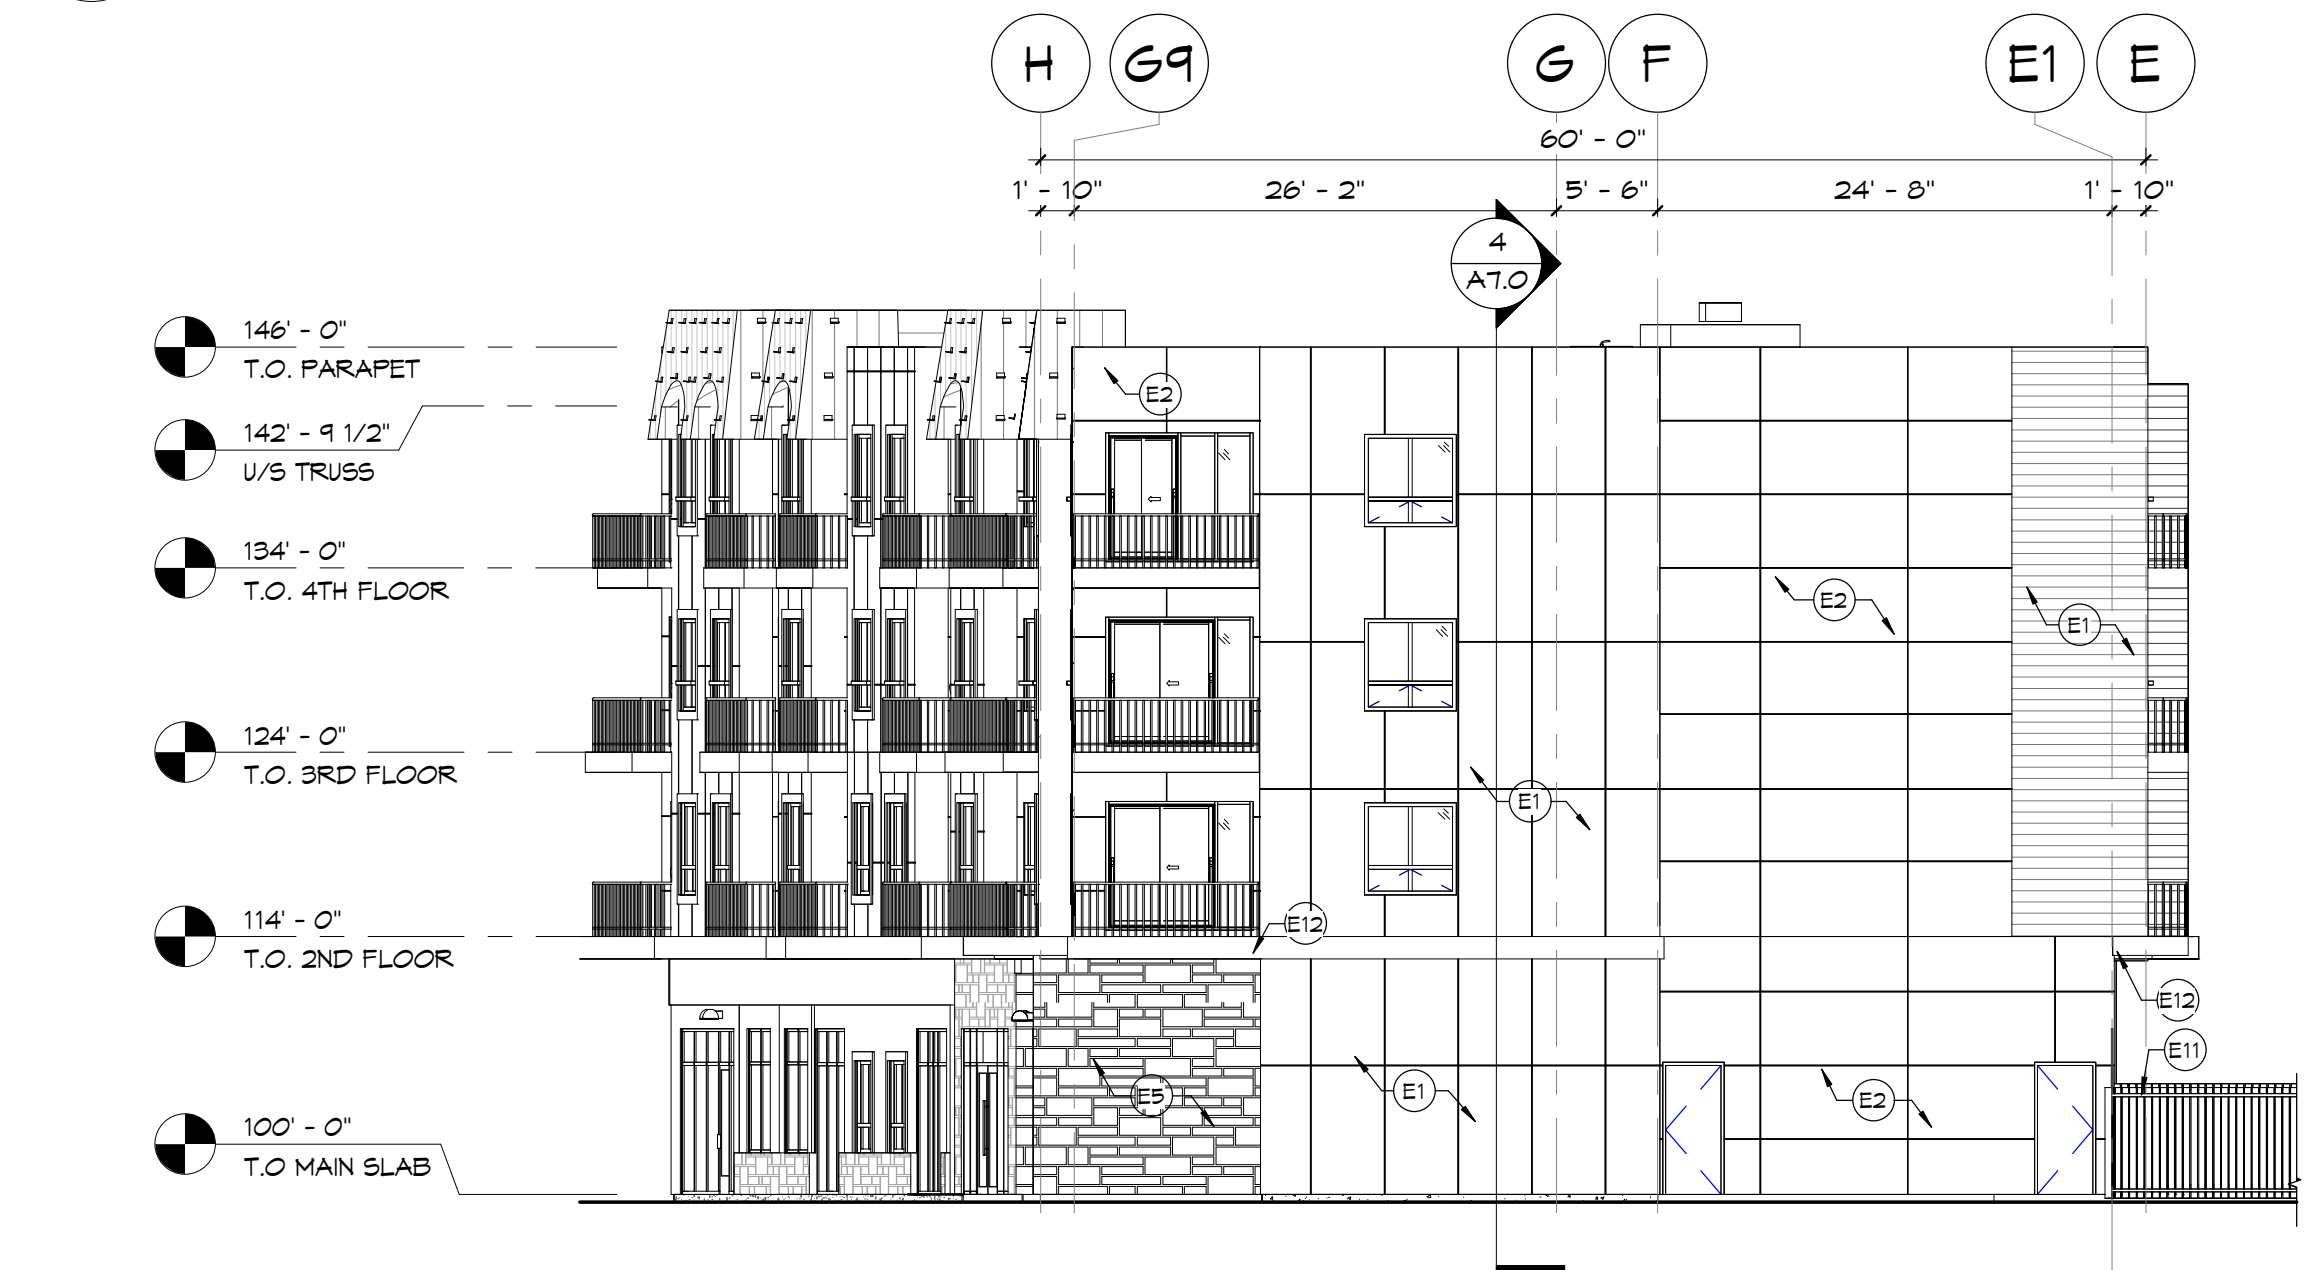 H G9 G F E1 E
60' - 0"
1' - 10" 26' - 2" 5' - 6" 24' - 8" 1' - 10"
4
A7.0
146' - 0"
T.O. PARAPET
E2
142' - 9 1/2"
U/S TRUSS
134' - 0"
T.O. 4TH FLOOR
E2
E1
124' - 0"
T.O. 3RD FLOOR
E1
114' - 0"
T.O. 2ND FLOOR
E12
E12
E11
E5
E1
E2
100' - 0"
T.O MAIN SLAB